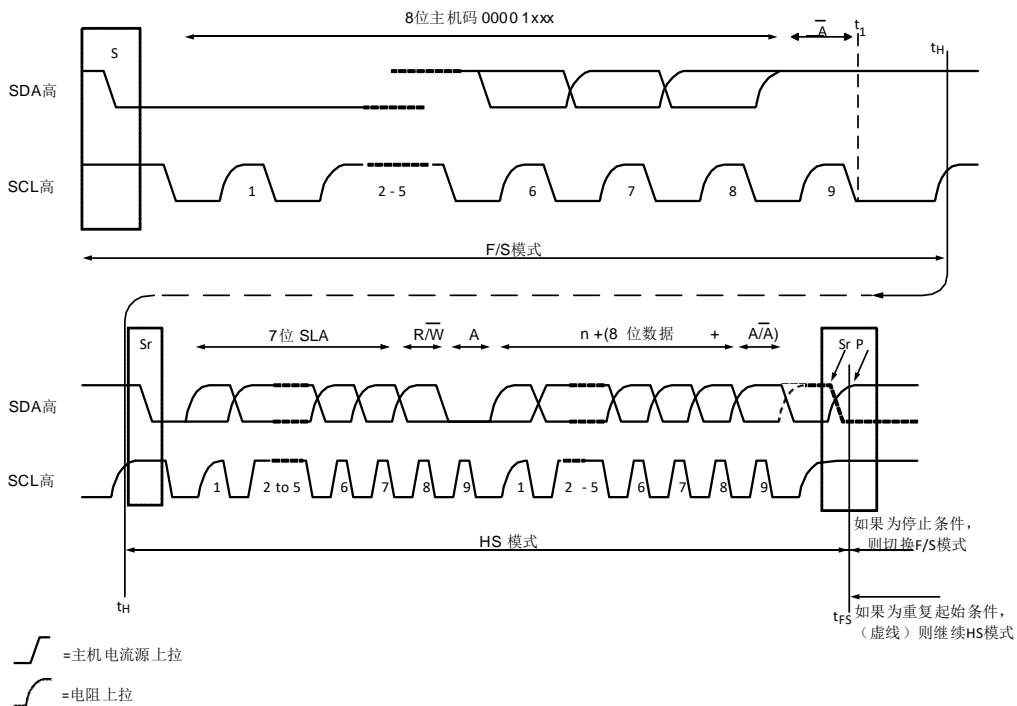 8位主机码 0000 1xxx
S
A
t1
tH
SDA高
SCL高
1
2 - 5
6
7
8
9
F/S模式
Sr
7位 SLA
R/W
A
n +(8 位数据 +
A/A)
Sr P
SDA高
SCL高
1
2 to 5
6
7
8
9
1
2 - 5
6
7
8
9
HS 模式
如果为停止条件，
则切换F/S模式
tH
tFS
如果为重复起始条件，
（虚线）则继续HS模式
=主机电流源上拉
=电阻上拉